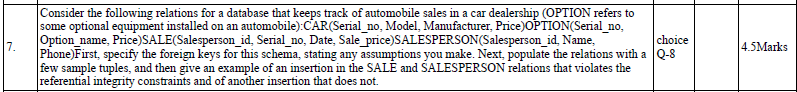 Consider the following relations for a database that keeps track of automobile sales in a car dealership (OPTION refers to
some optional equipment installed on an automobile):CAR(Serial_no, Model, Manufacturer, Price)OPTION(Serial_no,
Option_name, Price)SALE(Salesperson_id, Serial_no, Date, Sale_price)SALESPERSON(Salesperson_id, Name,
7. Phone)First, specify the foreign keys for this schema, stating any assumptions you make. Next, populate the relations with a choice 4.5Marks
few sample tuples, and then give an example of an insertion in the SALE and SALESPERSON relations that violates the Q-8
referential integrity constraints and of another insertion that does not.